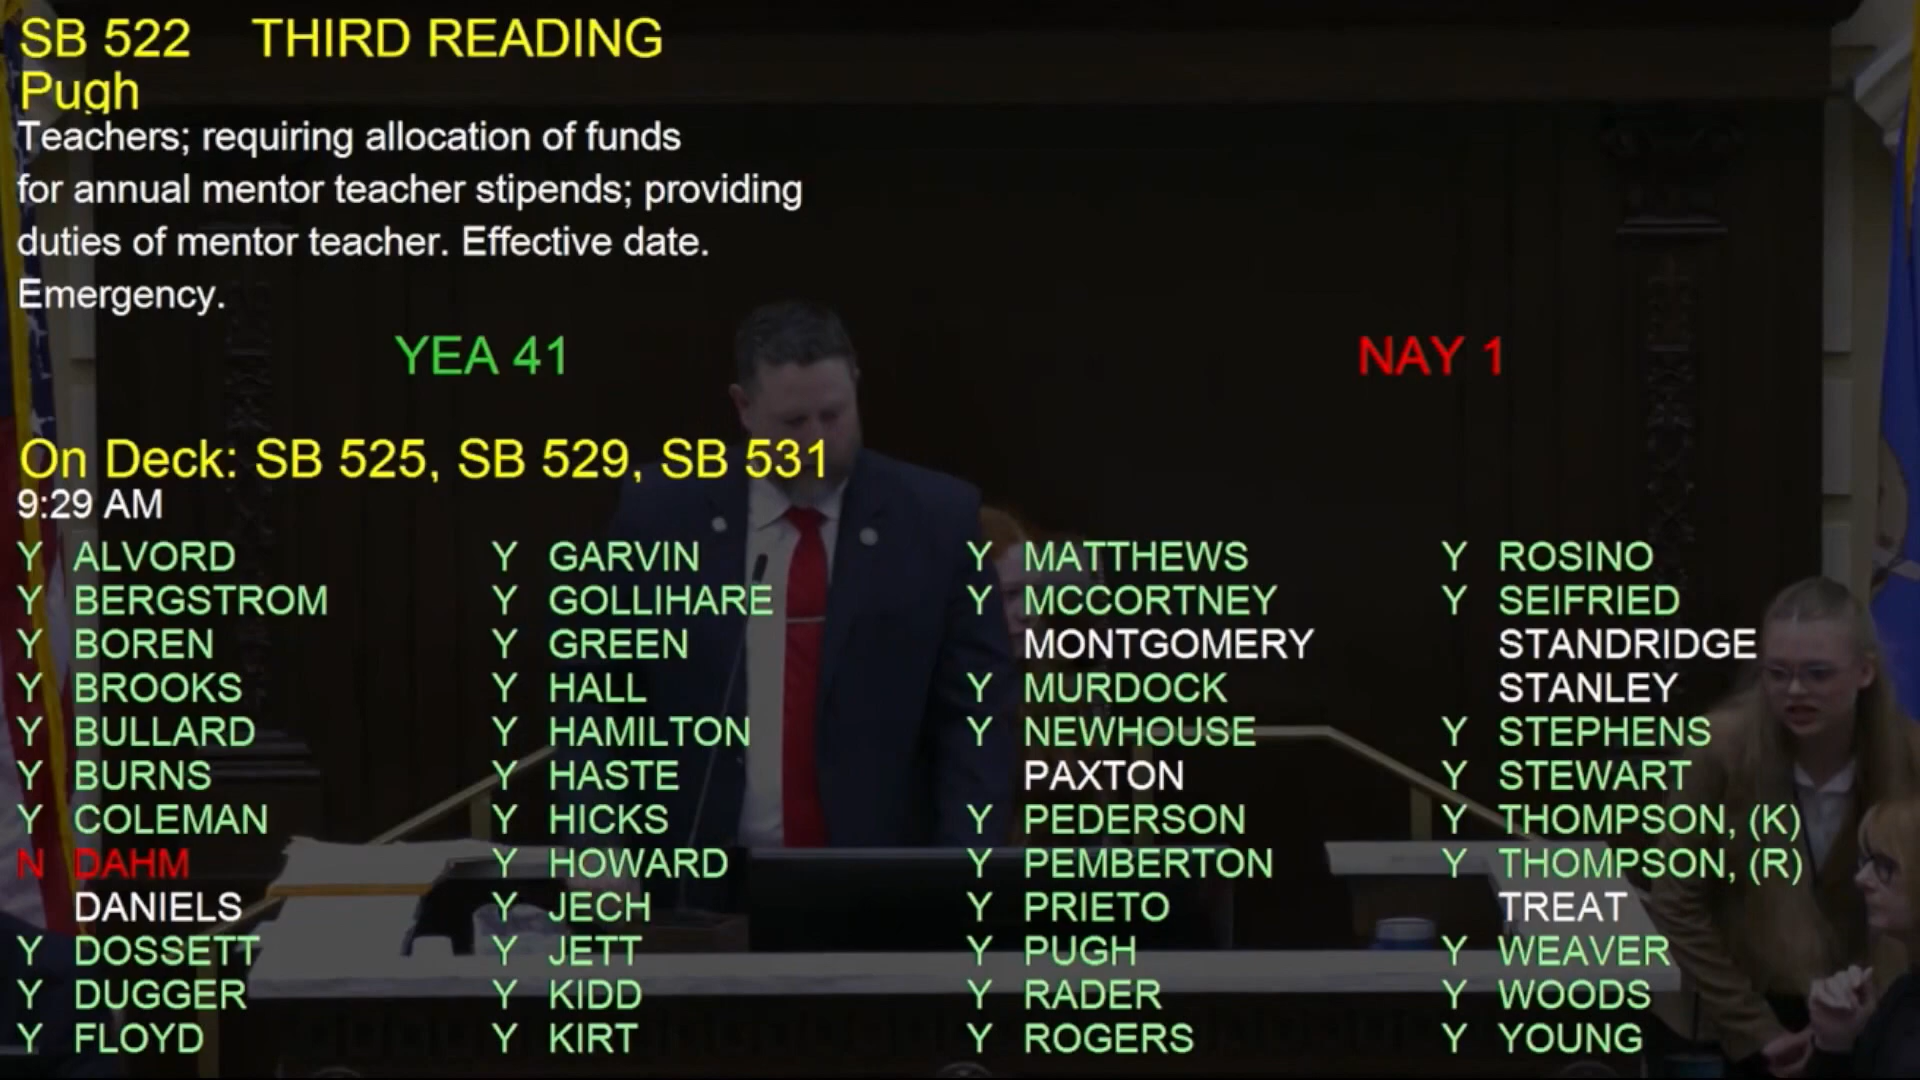 SB 522 THIRD READING
Pugh
Teachers; requiring allocation of funds
for annual mentor teacher stipends; providing
duties of mentor teacher. Effective date.
Emergency.
YEA 41 NAY 1
On Deck: SB 525, SB 529, SB 531
9:29 AM
Y ALVORD Y GARVIN Y MATTHEWS Y ROSINO
Y BERGSTROM Y GOLLIHARE Y MCCORTNEY Y SEIFRIED
Y BOREN Y GREEN MONTGOMERY STANDRIDGE
Y BROOKS Y HALL Y MURDOCK STANLEY
Y BULLARD Y HAMILTON Y NEWHOUSE Y STEPHENS
Y BURNS Y HASTE PAXTON Y STEWART
Y COLEMAN Y HICKS Y PEDERSON Y THOMPSON, (K)
N DAHM Y HOWARD Y PEMBERTON Y THOMPSON, (R)
DANIELS Y JECH Y PRIETO TREAT
Y DOSSETT Y JETT Y PUGH Y WEAVER
Y DUGGER Y KIDD Y RADER Y WOODS
Y FLOYD Y KIRT Y ROGERS Y YOUNG